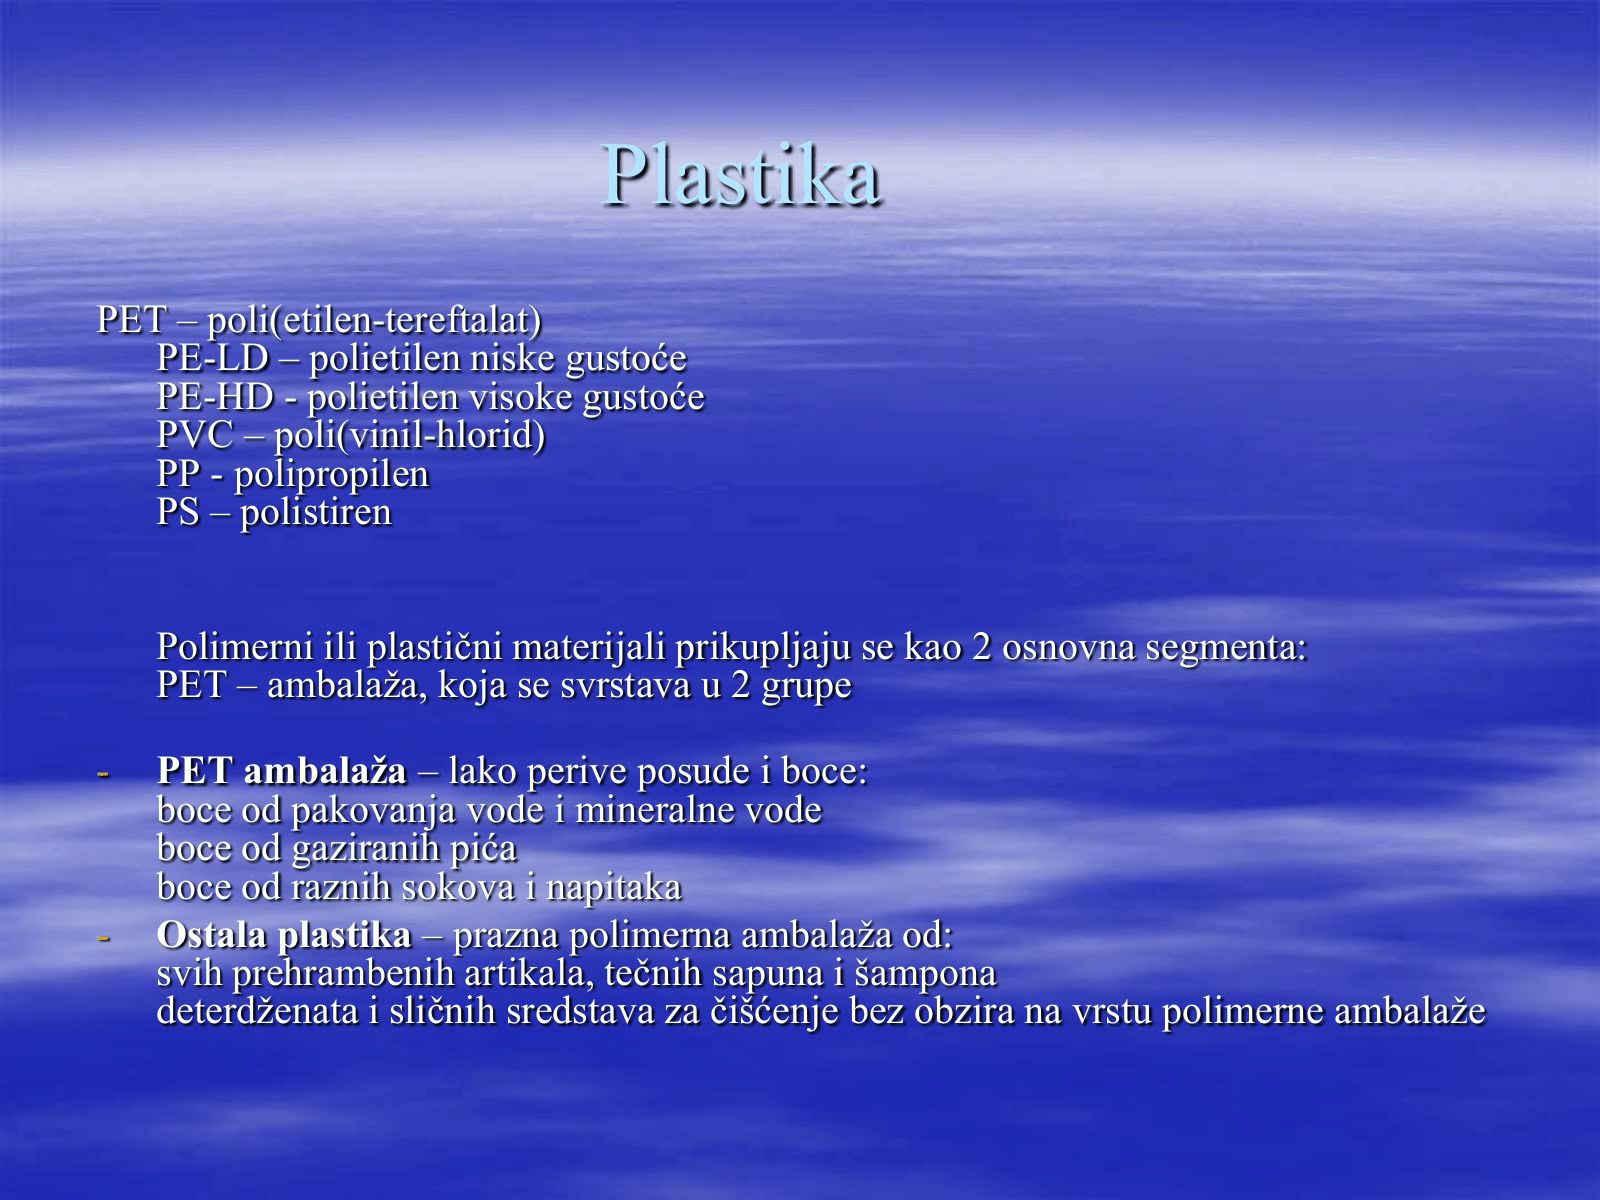 Plastika
PET – poli(etilen-tereftalat)
PE-LD – polietilen niske gustoće
PE-HD - polietilen visoke gustoće
PVC – poli(vinil-hlorid)
PP - polipropilen
PS – polistiren
Polimerni ili plastični materijali prikupljaju se kao 2 osnovna segmenta:
PET – ambalaža, koja se svrstava u 2 grupe
- PET ambalaža – lako perive posude i boce:
boce od pakovanja vode i mineralne vode
boce od gaziranih pića
boce od raznih sokova i napitaka
- Ostala plastika – prazna polimerna ambalaža od:
svih prehrambenih artikala, tečnih sapuna i šampona
deterdženata i sličnih sredstava za čišćenje bez obzira na vrstu polimerne ambalaže